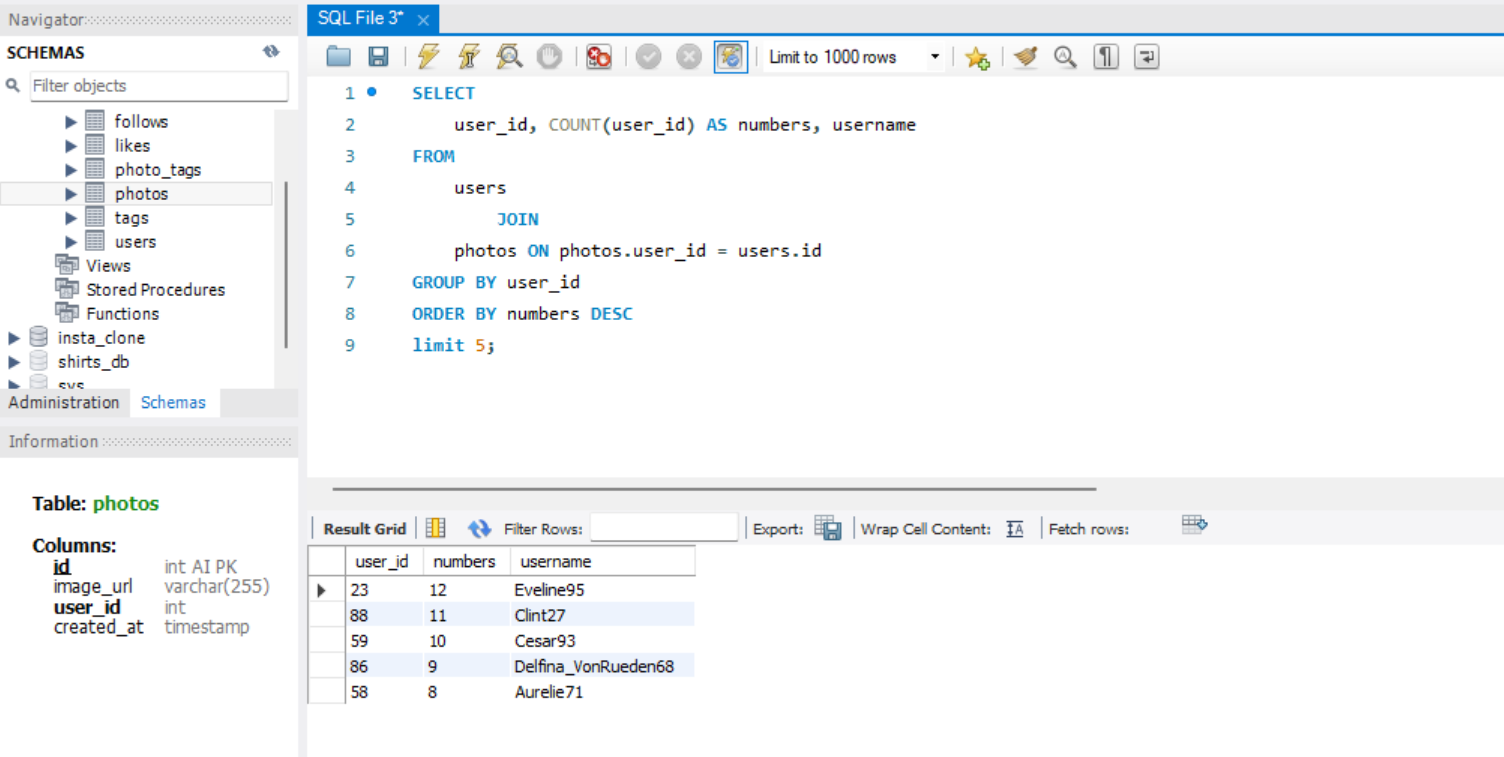 Navigator
SCHEMAS
Filter objects
follows
likes
photo_tags
photos
tags
users
Views
Stored Procedures
Functions
insta_clone
shirts_db
sys
Administration Schemas
Information
Table: photos
Columns:
id int AI PK
image_url varchar(255)
user_id int
created_at timestamp
SQL File 3*
Limit to 1000 rows
1 SELECT
2 user_id, COUNT(user_id) AS numbers, username
3 FROM
4 users
5 JOIN
6 photos ON photos.user_id = users.id
7 GROUP BY user_id
8 ORDER BY numbers DESC
9 limit 5;
Result Grid Filter Rows: Export: Wrap Cell Content: Fetch rows:
user_id numbers username
23 12 Eveline95
88 11 Clint27
59 10 Cesar93
86 9 Delfina_VonRueden68
58 8 Aurelie71